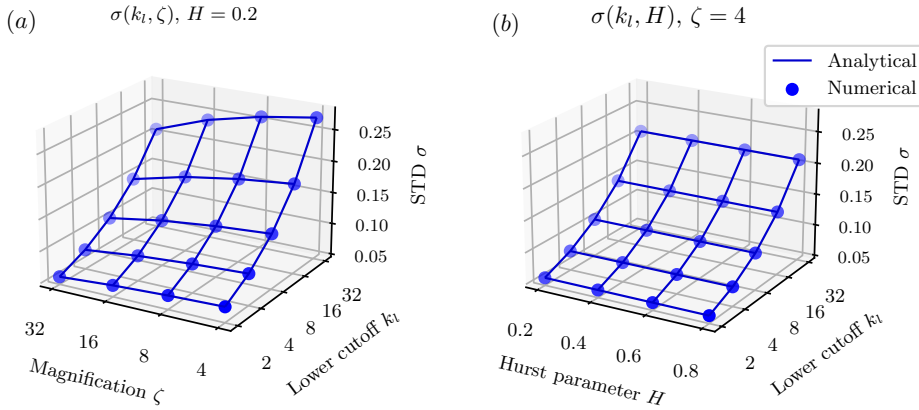 (a)
σ(k_l, ζ), H = 0.2
0.25
0.20
0.15
0.10
0.05
STD σ
32
16
8
4
2
Lower cutoff k_l
32
16
8
4
Magnification ζ
(b)
σ(k_l, H), ζ = 4
Analytical
Numerical
0.25
0.20
0.15
0.10
0.05
STD σ
32
16
8
4
2
Lower cutoff k_l
0.2
0.4
0.6
0.8
Hurst parameter H